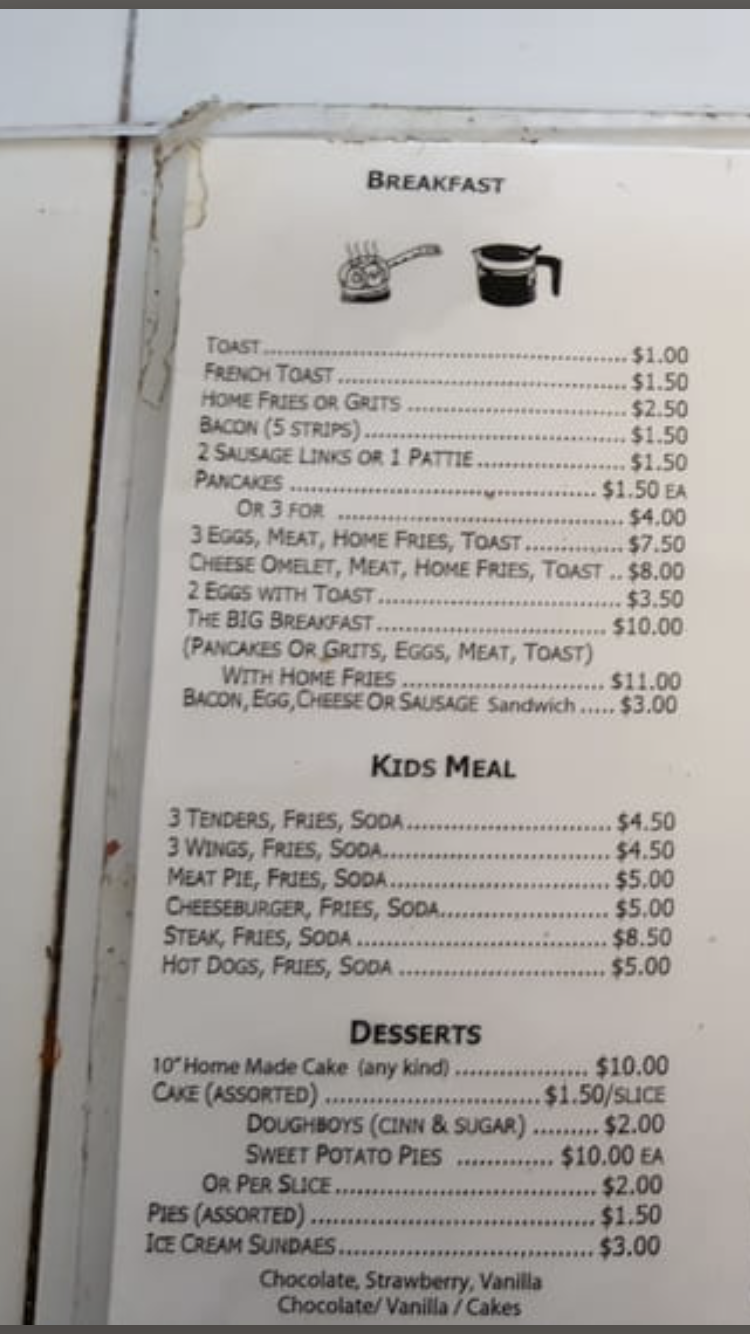 BREAKFAST
TOAST.......................................................... $1.00
FRENCH TOAST.............................................. $1.50
HOME FRIES OR GRITS ................................... $2.50
BACON (5 STRIPS).......................................... $1.50
2 SAUSAGE LINKS OR 1 PATTIE....................... $1.50
PANCAKES ................................................ $1.50 EA
OR 3 FOR .............................................. $4.00
3 EGGS, MEAT, HOME FRIES, TOAST............... $7.50
CHEESE OMELET, MEAT, HOME FRIES, TOAST .. $8.00
2 EGGS WITH TOAST...................................... $3.50
THE BIG BREAKFAST.................................... $10.00
(PANCAKES OR GRITS, EGGS, MEAT, TOAST)
WITH HOME FRIES ................................ $11.00
BACON, EGG, CHEESE OR SAUSAGE Sandwich ..... $3.00
KIDS MEAL
3 TENDERS, FRIES, SODA................................ $4.50
3 WINGS, FRIES, SODA................................... $4.50
MEAT PIE, FRIES, SODA.................................. $5.00
CHEESEBURGER, FRIES, SODA.......................... $5.00
STEAK, FRIES, SODA ...................................... $8.50
HOT DOGS, FRIES, SODA ................................ $5.00
DESSERTS
10" Home Made Cake (any kind) .................. $10.00
CAKE (ASSORTED) ................................ $1.50/SLICE
DOUGHBOYS (CINN & SUGAR) ......... $2.00
SWEET POTATO PIES ............. $10.00 EA
OR PER SLICE........................................ $2.00
PIES (ASSORTED) .......................................... $1.50
ICE CREAM SUNDAES..................................... $3.00
Chocolate, Strawberry, Vanilla
Chocolate/ Vanilla / Cakes